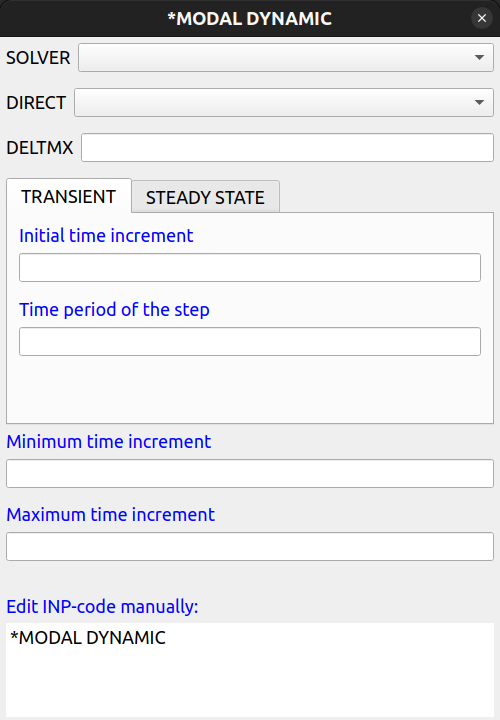 *MODAL DYNAMIC
SOLVER
DIRECT
DELTMX
TRANSIENT STEADY STATE
Initial time increment
Time period of the step
Minimum time increment
Maximum time increment
Edit INP-code manually:
*MODAL DYNAMIC